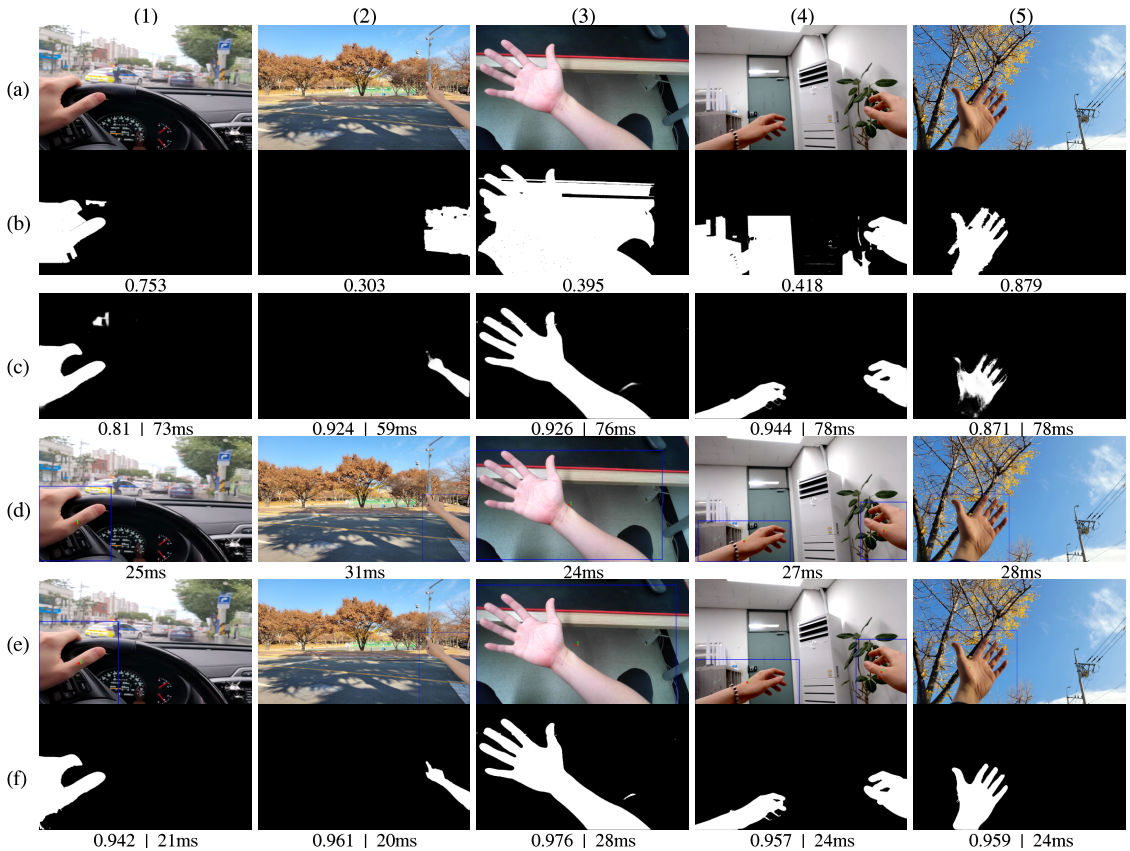 (1) (2) (3) (4) (5)
(a)
(b)
0.753 0.303 0.395 0.418 0.879
(c)
0.81 | 73ms 0.924 | 59ms 0.926 | 76ms 0.944 | 78ms 0.871 | 78ms
(d)
25ms 31ms 24ms 27ms 28ms
(e)
(f)
0.942 | 21ms 0.961 | 20ms 0.976 | 28ms 0.957 | 24ms 0.959 | 24ms